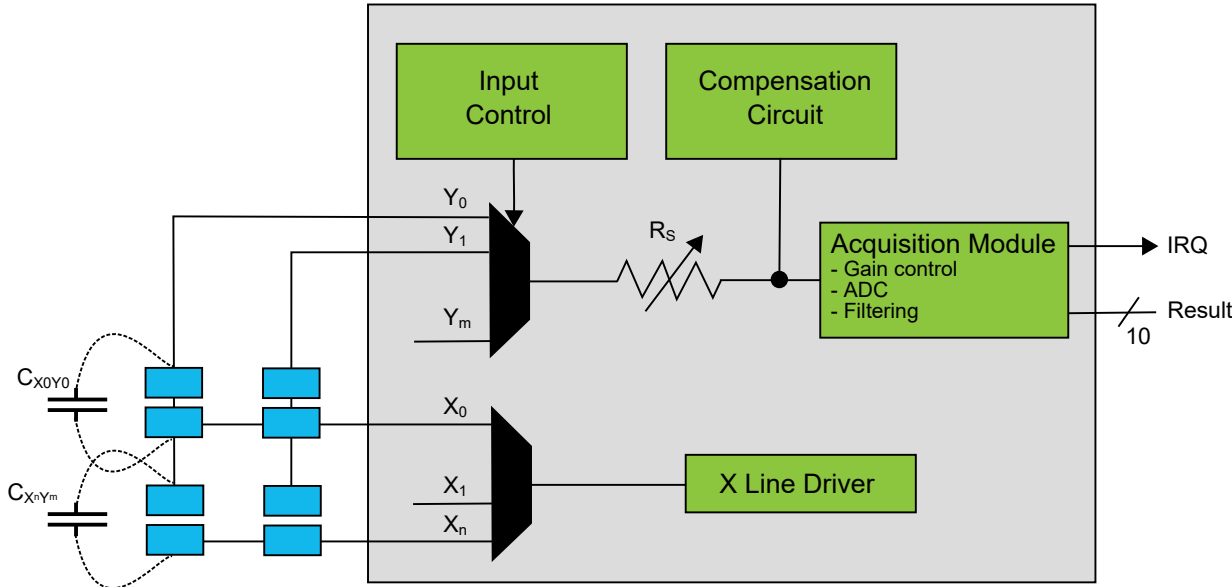 Input
Control
Compensation
Circuit
Y0
Y1
RS
Acquisition Module
- Gain control
- ADC
- Filtering
IRQ
Result
10
Ym
CX0Y0
X0
CXnYm
X1
X Line Driver
Xn